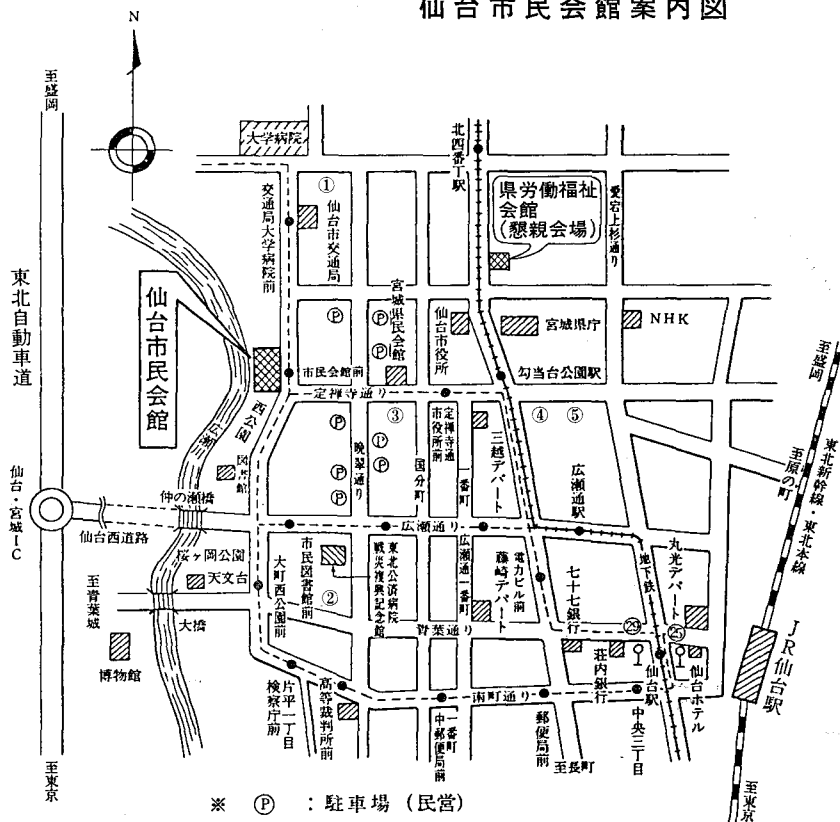 仙台市民会館案内図
N
至盛岡
大学病院
北四番丁駅
愛宕上杉通り
県労働福祉
会館
(懇親会場)
①
仙台市交通局
交通局大学病院前
東北自動車道
仙台市民会館
宮城県民会館
仙台市役所
宮城県庁
NHK
Ⓟ
Ⓟ
Ⓟ
市民会館前
勾当台公園駅
定禅寺通り
至盛岡
東北新幹線・東北本線
至原の町
西公園
広瀬川
図書館
Ⓟ
Ⓟ
Ⓟ
Ⓟ
Ⓟ
晩翠通り
③
国分町
定禅寺通
市役所前
一番町
三越デパート
④
⑤
広瀬通駅
仙台・宮城IC
仲の瀬橋
仙台西道路
広瀬通り
桜ヶ岡公園
天文台
至青葉城
大橋
博物館
大町西公園前
市民図書館前
②
東北公済病院
戦災復興記念館
広瀬通一番町
藤崎デパート
電力ビル前
七十七銀行
地下鉄
丸光デパート
青葉通り
㉙
㉕
荘内銀行
仙台駅
仙台ホテル
JR仙台駅
片平一丁目
検察庁前
高等裁判所前
南町通り
一番町
中郵便局前
郵便局前
中央三丁目
至長町
至東京
至東京
※ Ⓟ :駐車場(民営)